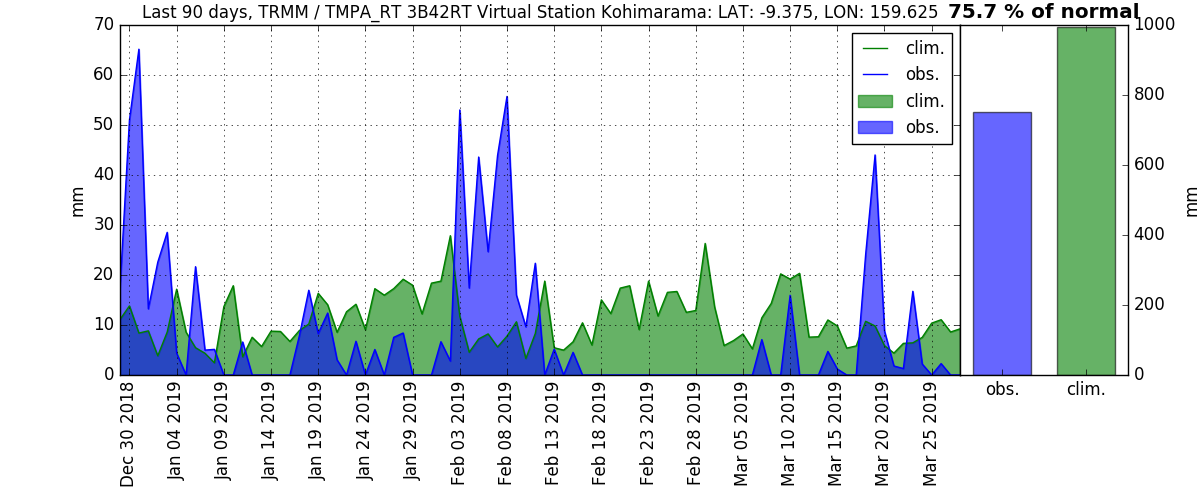 Last 90 days, TRMM / TMPA_RT 3B42RT Virtual Station Kohimarama: LAT: -9.375, LON: 159.625 75.7 % of normal
70
60
50
40
30
20
10
0
mm
clim.
obs.
clim.
obs.
1000
800
600
400
200
0
mm
obs.
clim.
Dec 30 2018
Jan 04 2019
Jan 09 2019
Jan 14 2019
Jan 19 2019
Jan 24 2019
Jan 29 2019
Feb 03 2019
Feb 08 2019
Feb 13 2019
Feb 18 2019
Feb 23 2019
Feb 28 2019
Mar 05 2019
Mar 10 2019
Mar 15 2019
Mar 20 2019
Mar 25 2019